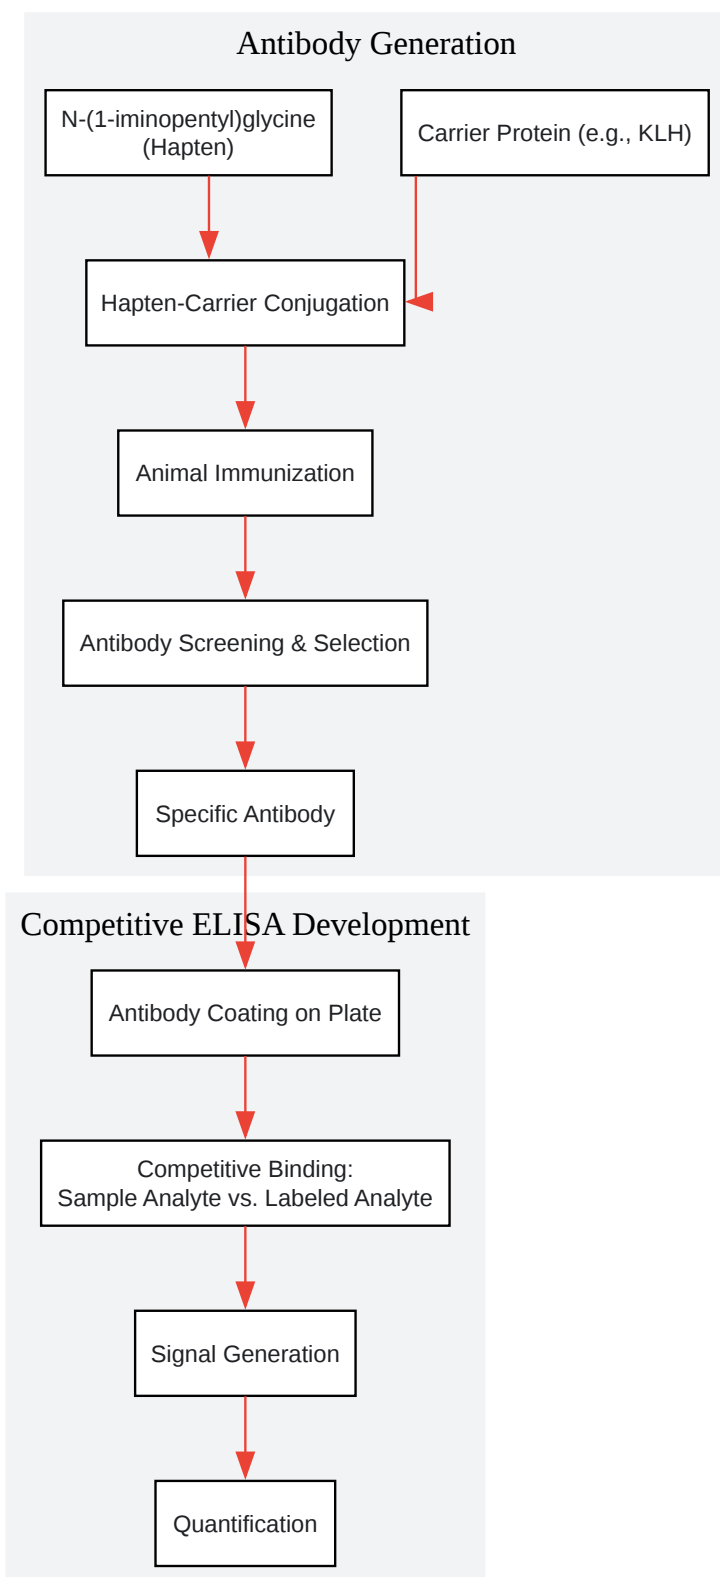 Antibody Generation
N-(1-iminopentyl)glycine
(Hapten)
Carrier Protein (e.g., KLH)
Hapten-Carrier Conjugation
Animal Immunization
Antibody Screening & Selection
Specific Antibody
Competitive ELISA Development
Antibody Coating on Plate
Competitive Binding:
Sample Analyte vs. Labeled Analyte
Signal Generation
Quantification